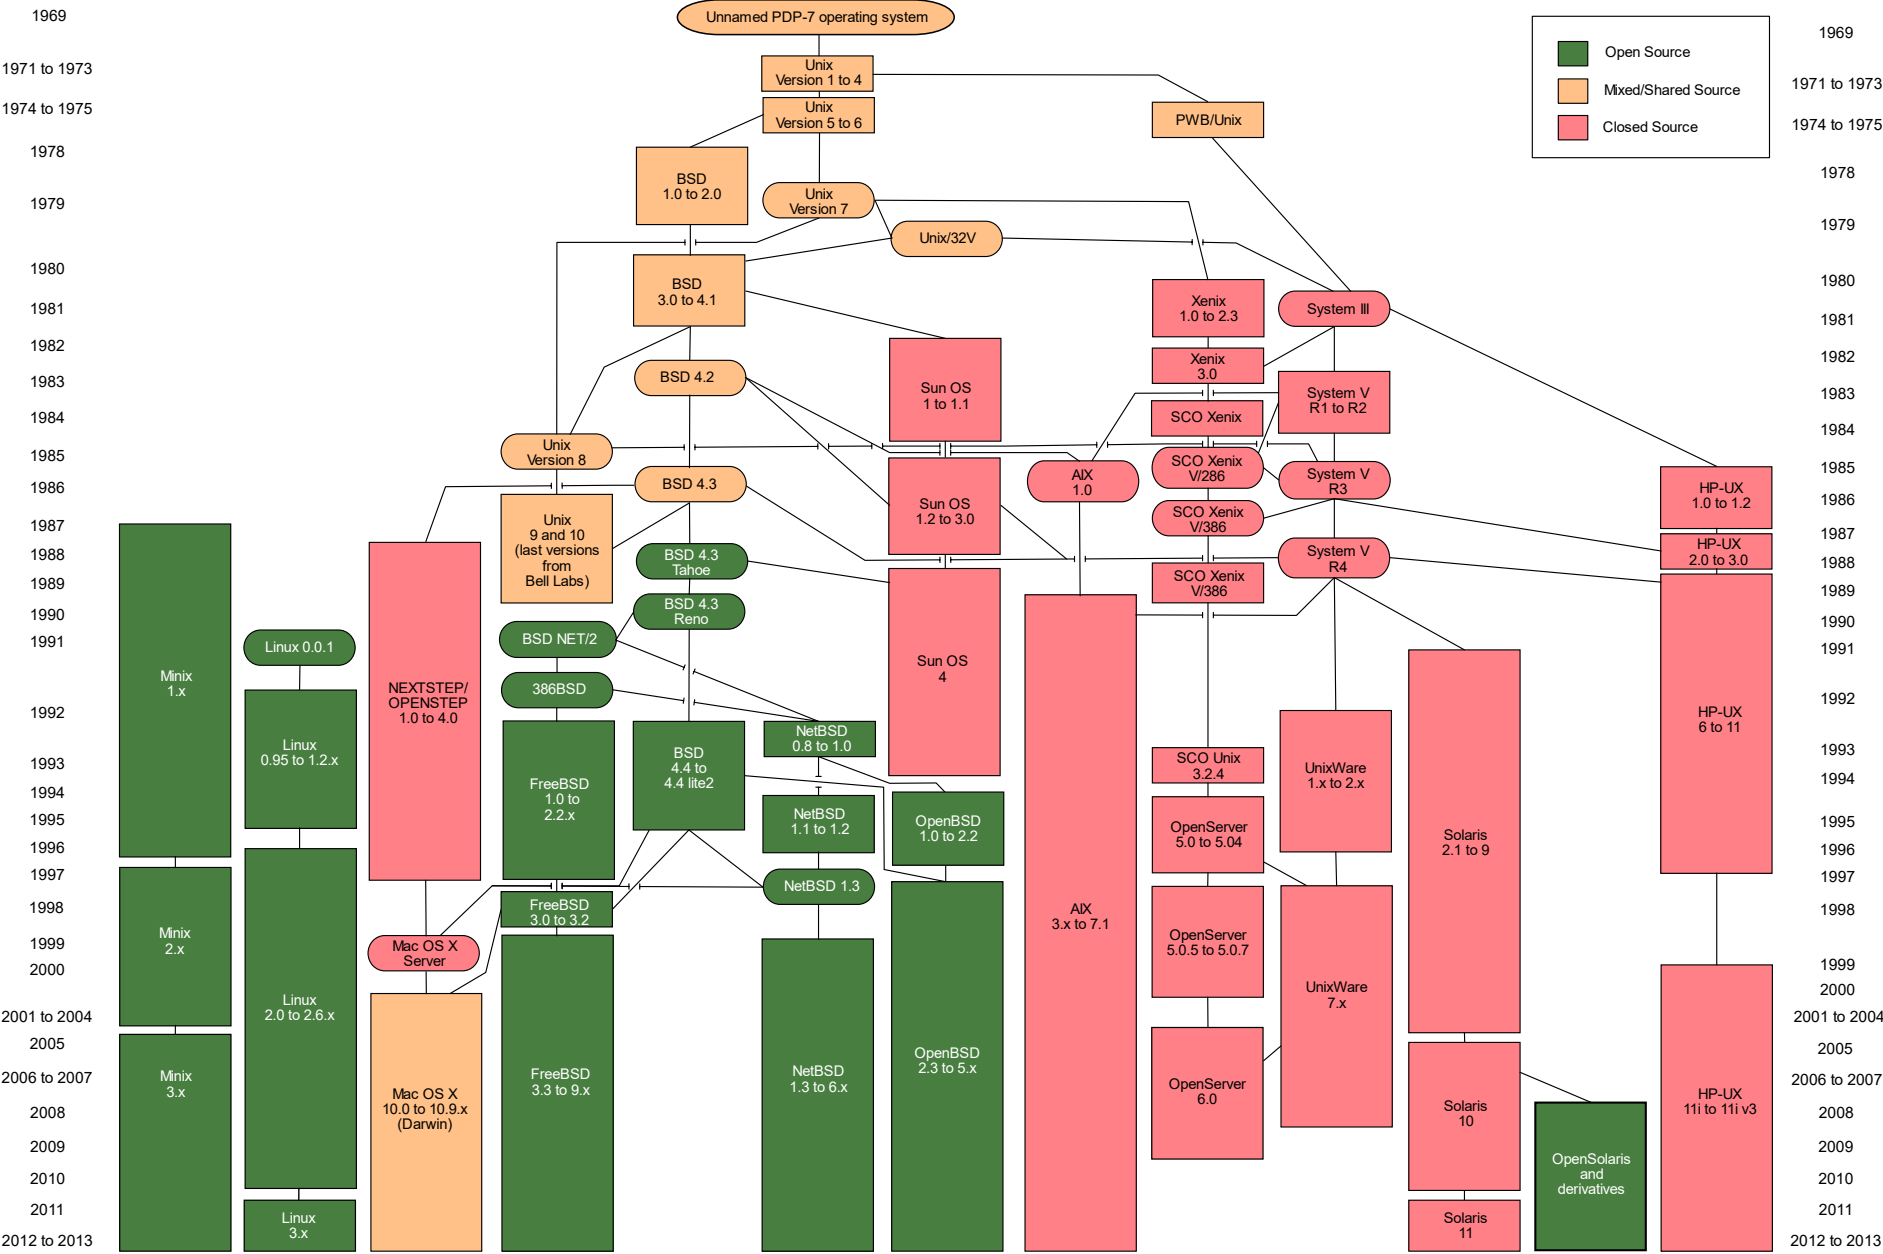 1969
1971 to 1973
1974 to 1975
1978
1979
1980
1981
1982
1983
1984
1985
1986
1987
1988
1989
1990
1991
1992
1993
1994
1995
1996
1997
1998
1999
2000
2001 to 2004
2005
2006 to 2007
2008
2009
2010
2011
2012 to 2013
Unnamed PDP-7 operating system
Unix
Version 1 to 4
Unix
Version 5 to 6
PWB/Unix
BSD
1.0 to 2.0
Unix
Version 7
Unix/32V
BSD
3.0 to 4.1
Xenix
1.0 to 2.3
System III
Xenix
3.0
BSD 4.2
Sun OS
1 to 1.1
System V
R1 to R2
SCO Xenix
Unix
Version 8
SCO Xenix
V/286
BSD 4.3
AIX
1.0
System V
R3
HP-UX
1.0 to 1.2
Sun OS
1.2 to 3.0
SCO Xenix
V/386
Unix
9 and 10
(last versions
from
Bell Labs)
BSD 4.3
Tahoe
System V
R4
HP-UX
2.0 to 3.0
SCO Xenix
V/386
BSD 4.3
Reno
BSD NET/2
Linux 0.0.1
Minix
1.x
NEXTSTEP/
OPENSTEP
1.0 to 4.0
386BSD
Sun OS
4
HP-UX
6 to 11
Linux
0.95 to 1.2.x
BSD
4.4 to
4.4 lite2
NetBSD
0.8 to 1.0
SCO Unix
3.2.4
UnixWare
1.x to 2.x
FreeBSD
1.0 to
2.2.x
NetBSD
1.1 to 1.2
OpenBSD
1.0 to 2.2
OpenServer
5.0 to 5.04
Solaris
2.1 to 9
NetBSD 1.3
FreeBSD
3.0 to 3.2
AIX
3.x to 7.1
Minix
2.x
Mac OS X
Server
OpenServer
5.0.5 to 5.0.7
Linux
2.0 to 2.6.x
UnixWare
7.x
Minix
3.x
Mac OS X
10.0 to 10.9.x
(Darwin)
FreeBSD
3.3 to 9.x
NetBSD
1.3 to 6.x
OpenBSD
2.3 to 5.x
OpenServer
6.0
Solaris
10
HP-UX
11i to 11i v3
OpenSolaris
and
derivatives
Linux
3.x
Solaris
11
Open Source
Mixed/Shared Source
Closed Source
1969
1971 to 1973
1974 to 1975
1978
1979
1980
1981
1982
1983
1984
1985
1986
1987
1988
1989
1990
1991
1992
1993
1994
1995
1996
1997
1998
1999
2000
2001 to 2004
2005
2006 to 2007
2008
2009
2010
2011
2012 to 2013